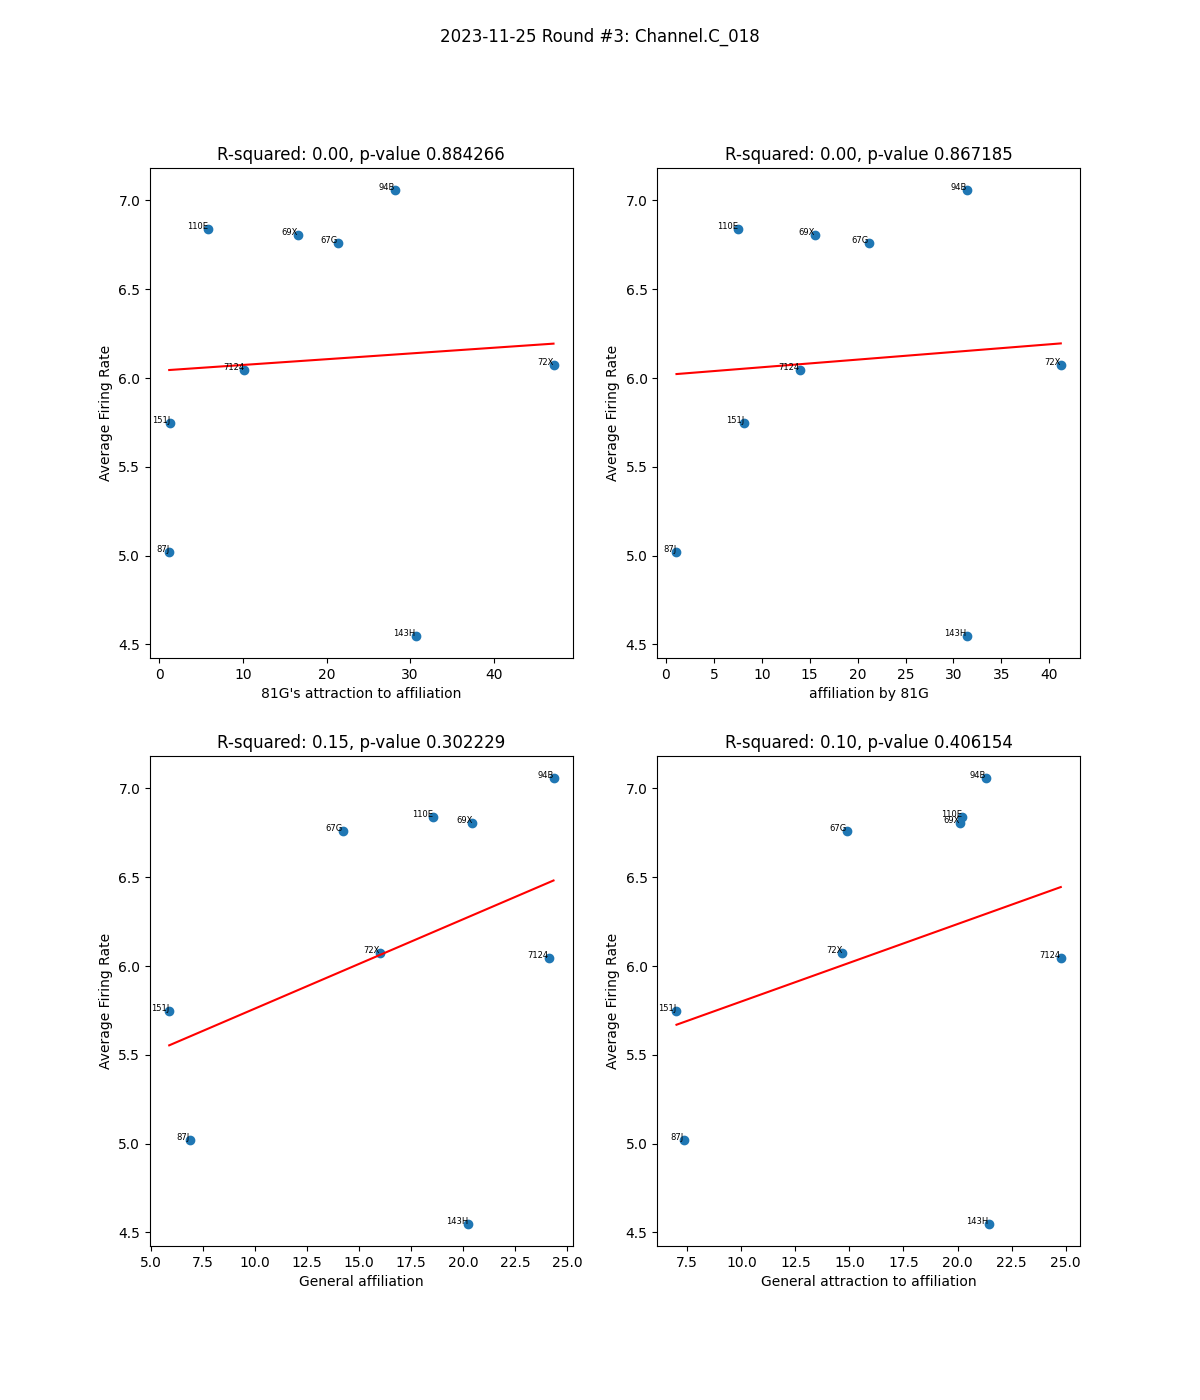 2023-11-25 Round #3: Channel.C_018
R-squared: 0.00, p-value 0.884266
Average Firing Rate
7.0
6.5
6.0
5.5
5.0
4.5
94B
110E
69X
67G
7124
72X
151J
87J
143H
0 10 20 30 40
81G's attraction to affiliation
R-squared: 0.00, p-value 0.867185
Average Firing Rate
7.0
6.5
6.0
5.5
5.0
4.5
94B
110E
69X
67G
7124
72X
151J
87J
143H
0 5 10 15 20 25 30 35 40
affiliation by 81G
R-squared: 0.15, p-value 0.302229
Average Firing Rate
7.0
6.5
6.0
5.5
5.0
4.5
94B
110E
69X
67G
72X
7124
151J
87J
143H
5.0 7.5 10.0 12.5 15.0 17.5 20.0 22.5 25.0
General affiliation
R-squared: 0.10, p-value 0.406154
Average Firing Rate
7.0
6.5
6.0
5.5
5.0
4.5
94B
110E
69X
67G
72X
7124
151J
87J
143H
7.5 10.0 12.5 15.0 17.5 20.0 22.5 25.0
General attraction to affiliation